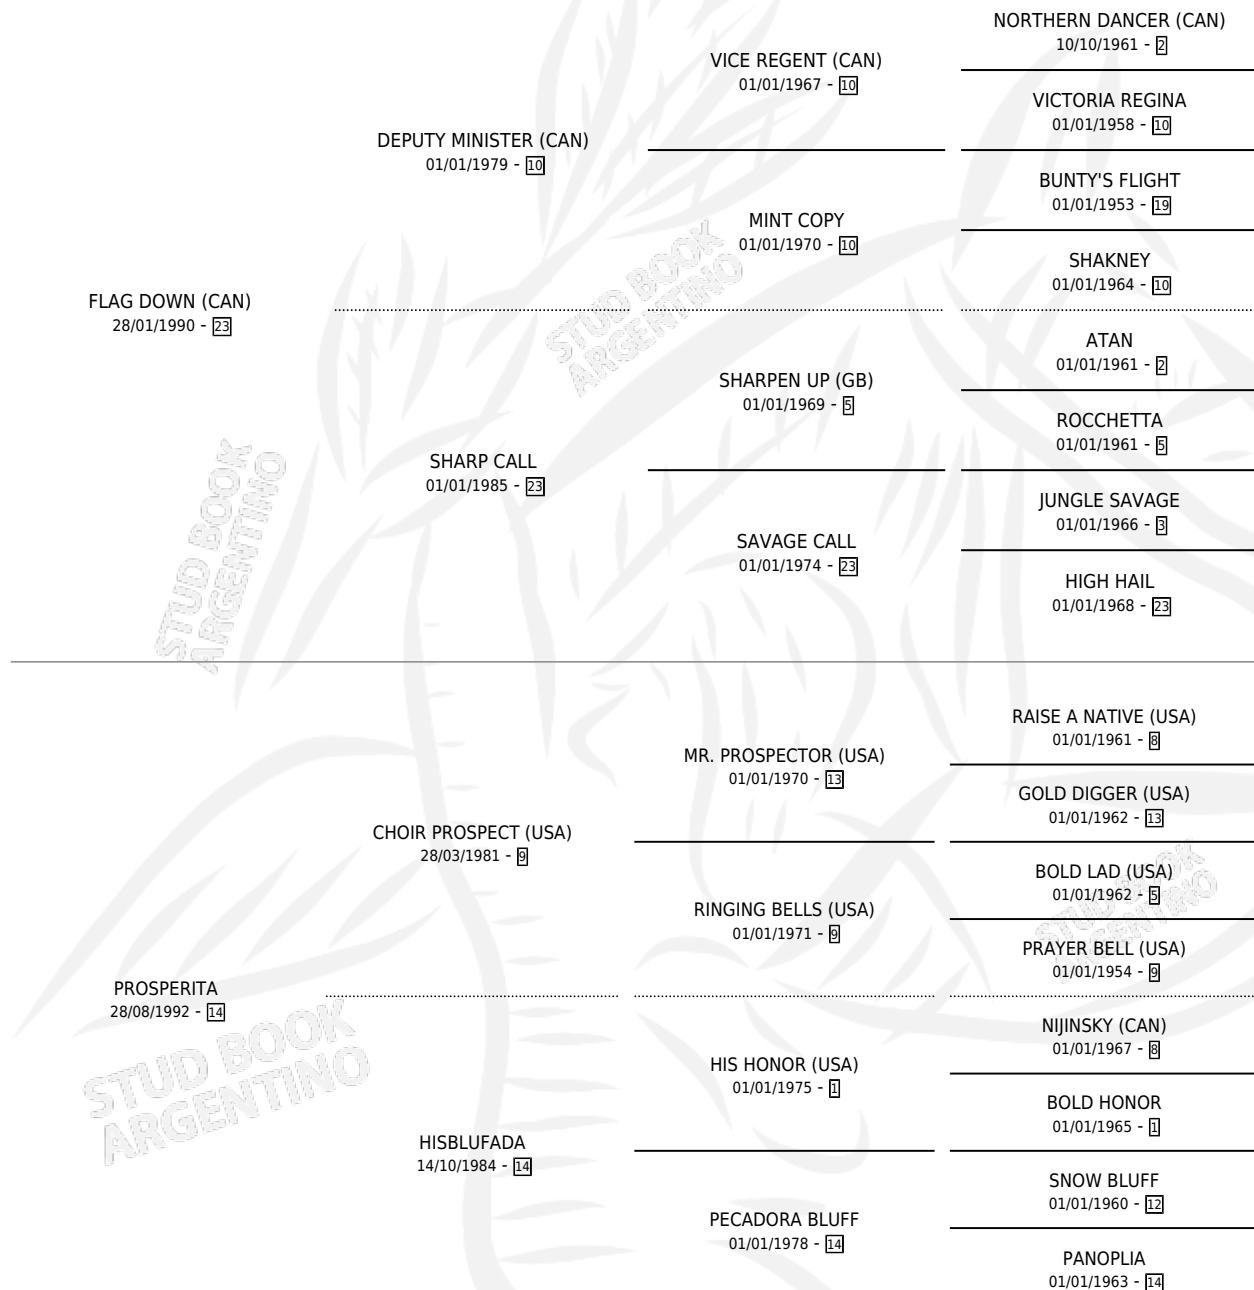 NORTHERN DANCER (CAN)
10/10/1961 - 2
VICE REGENT (CAN)
01/01/1967 - 10
VICTORIA REGINA
01/01/1958 - 10
DEPUTY MINISTER (CAN)
01/01/1979 - 10
BUNTY'S FLIGHT
01/01/1953 - 19
MINT COPY
01/01/1970 - 10
SHAKNEY
01/01/1964 - 10
FLAG DOWN (CAN)
28/01/1990 - 23
ATAN
01/01/1961 - 2
SHARPEN UP (GB)
01/01/1969 - 5
ROCCHETTA
01/01/1961 - 5
SHARP CALL
01/01/1985 - 23
JUNGLE SAVAGE
01/01/1966 - 3
SAVAGE CALL
01/01/1974 - 23
HIGH HAIL
01/01/1968 - 23
RAISE A NATIVE (USA)
01/01/1961 - 8
MR. PROSPECTOR (USA)
01/01/1970 - 13
GOLD DIGGER (USA)
01/01/1962 - 13
CHOIR PROSPECT (USA)
28/03/1981 - 9
BOLD LAD (USA)
01/01/1962 - 5
RINGING BELLS (USA)
01/01/1971 - 9
PRAYER BELL (USA)
01/01/1954 - 9
PROSPERITA
28/08/1992 - 14
NIJINSKY (CAN)
01/01/1967 - 8
HIS HONOR (USA)
01/01/1975 - 1
BOLD HONOR
01/01/1965 - 1
HISBLUFADA
14/10/1984 - 14
SNOW BLUFF
01/01/1960 - 12
PECADORA BLUFF
01/01/1978 - 14
PANOPLIA
01/01/1963 - 14
STUD BOOK
ARGENTINO
STUD BOOK
ARGENTINO
STUD BOOK
ARGENTINO
STUD BOOK
ARGENTINO